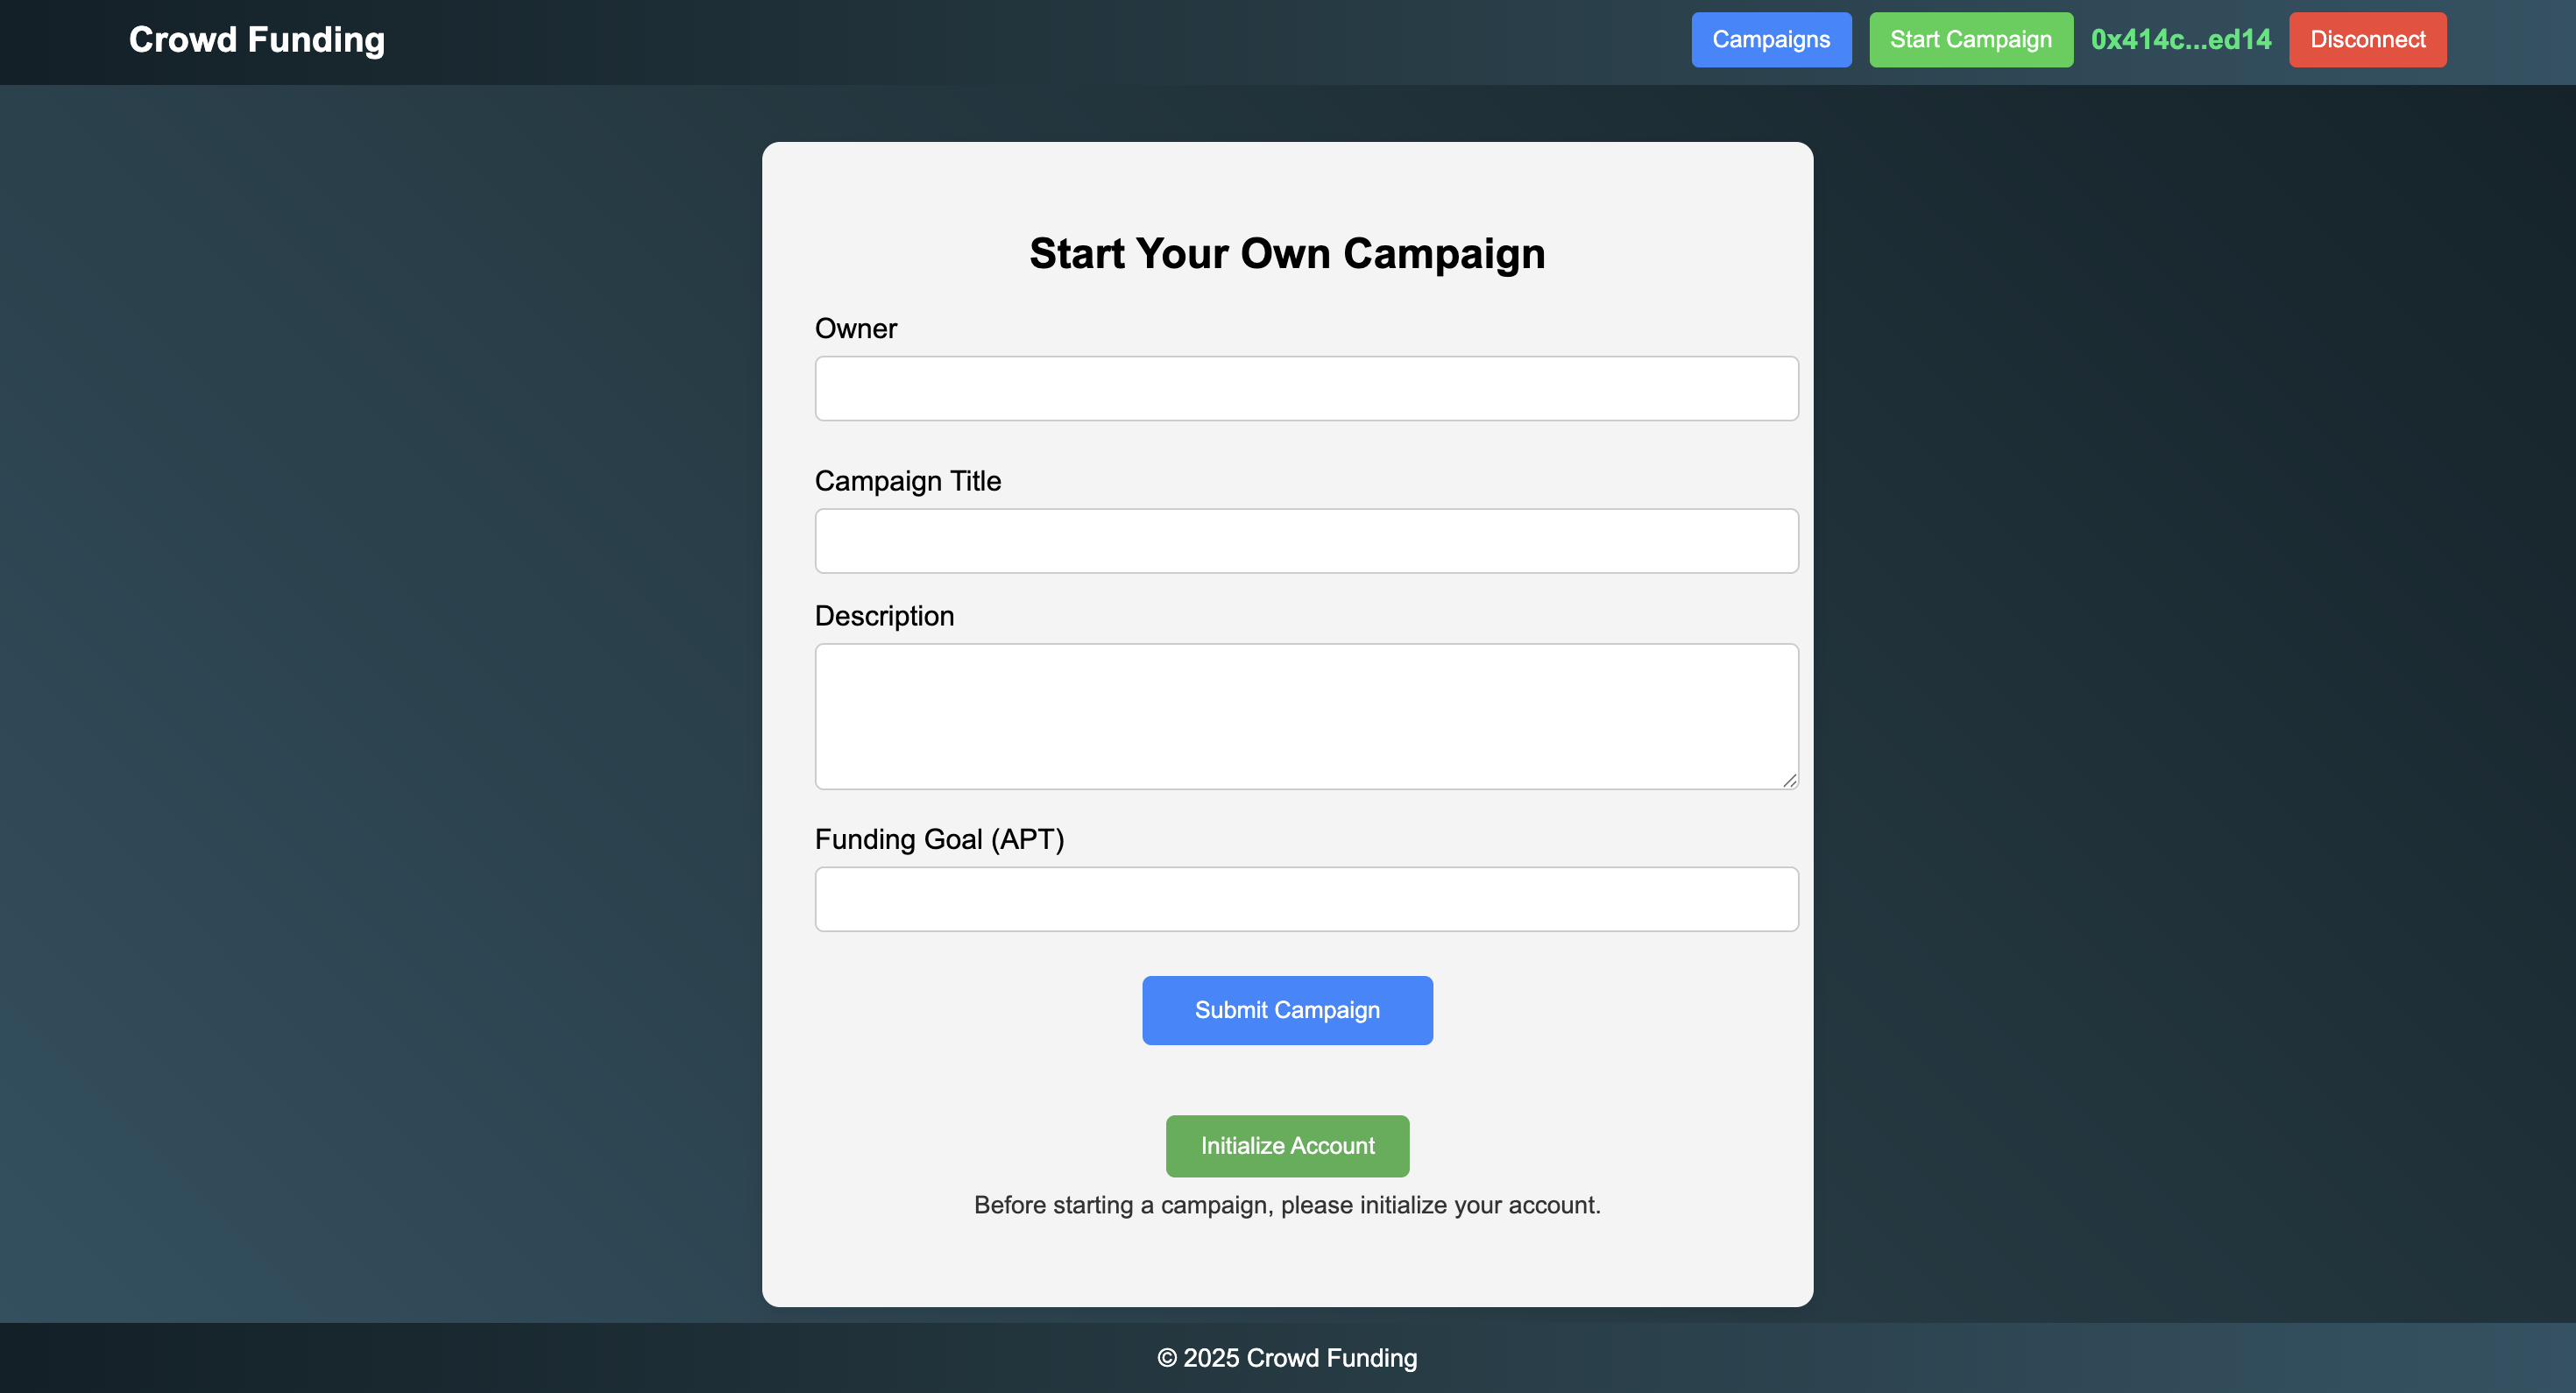 Crowd Funding
Campaigns
Start Campaign
0x414c...ed14
Disconnect
Start Your Own Campaign
Owner
Campaign Title
Description
Funding Goal (APT)
Submit Campaign
Initialize Account
Before starting a campaign, please initialize your account.
© 2025 Crowd Funding